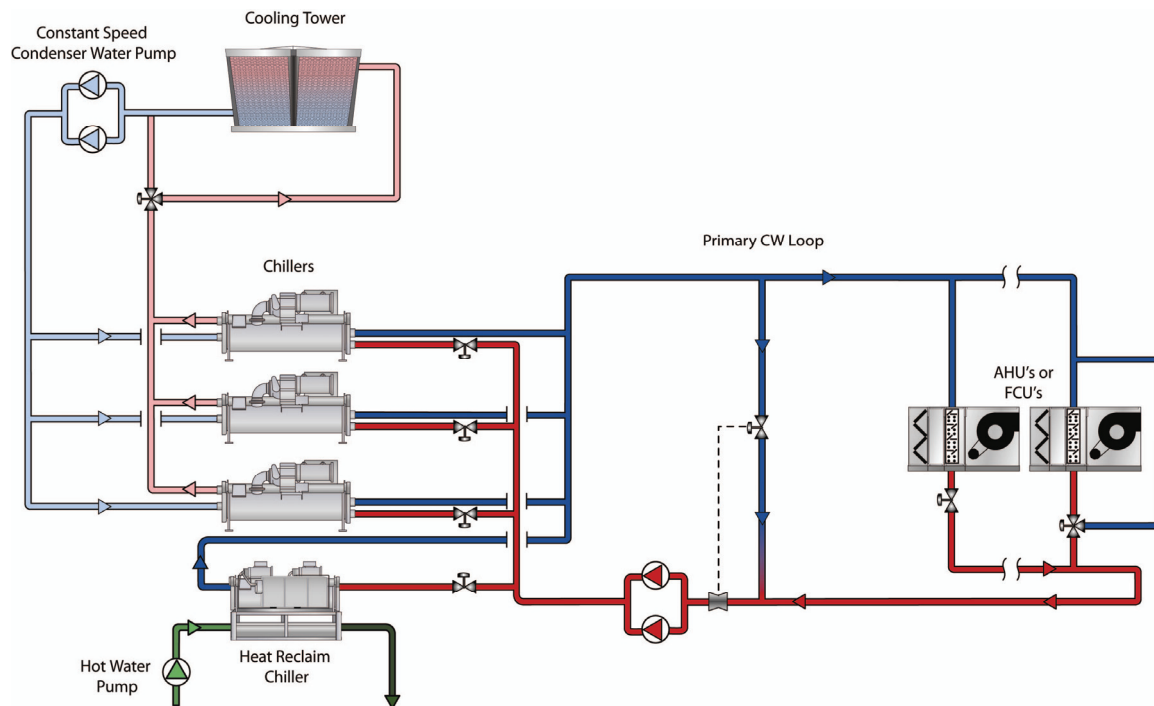 Cooling Tower
Constant Speed
Condenser Water Pump
Primary CW Loop
Chillers
AHU's or
FCU's
Heat Reclaim
Chiller
Hot Water
Pump